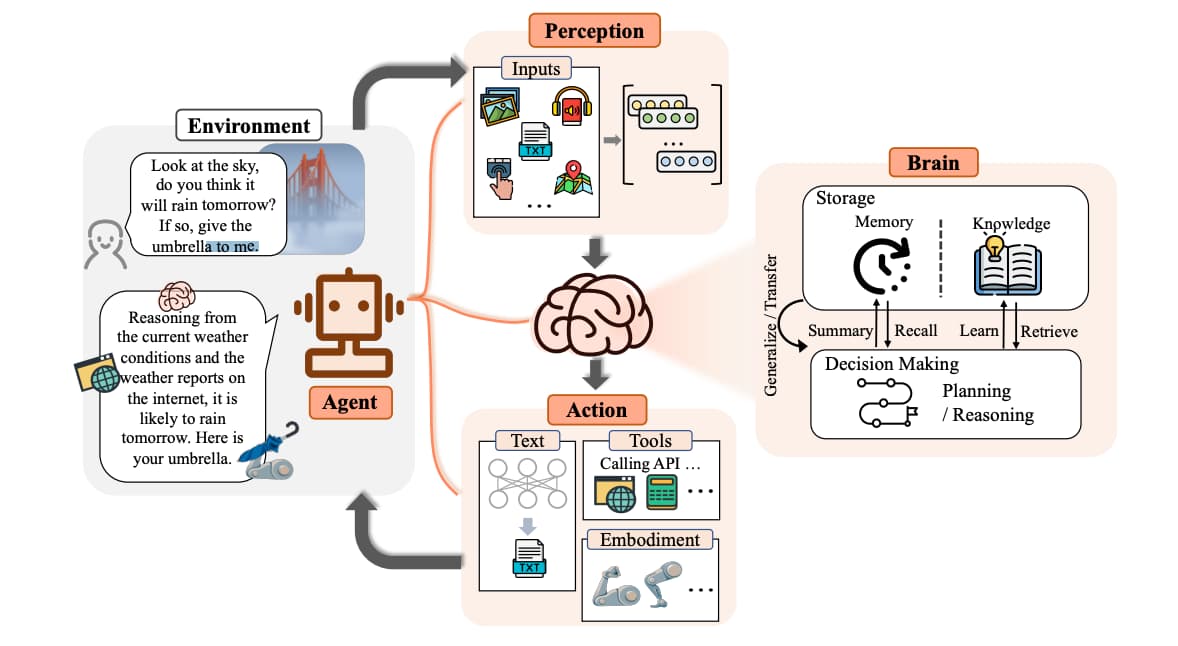 Perception
Inputs
TXT
...
...
Environment
Look at the sky,
do you think it
will rain tomorrow?
If so, give the
umbrella to me.
Reasoning from
the current weather
conditions and the
weather reports on
the internet, it is
likely to rain
tomorrow. Here is
your umbrella.
Agent
Brain
Storage
Memory
Knowledge
Generalize / Transfer
Summary
Recall
Learn
Retrieve
Decision Making
Planning
/ Reasoning
Action
Text
TXT
Tools
Calling API ...
...
Embodiment
...